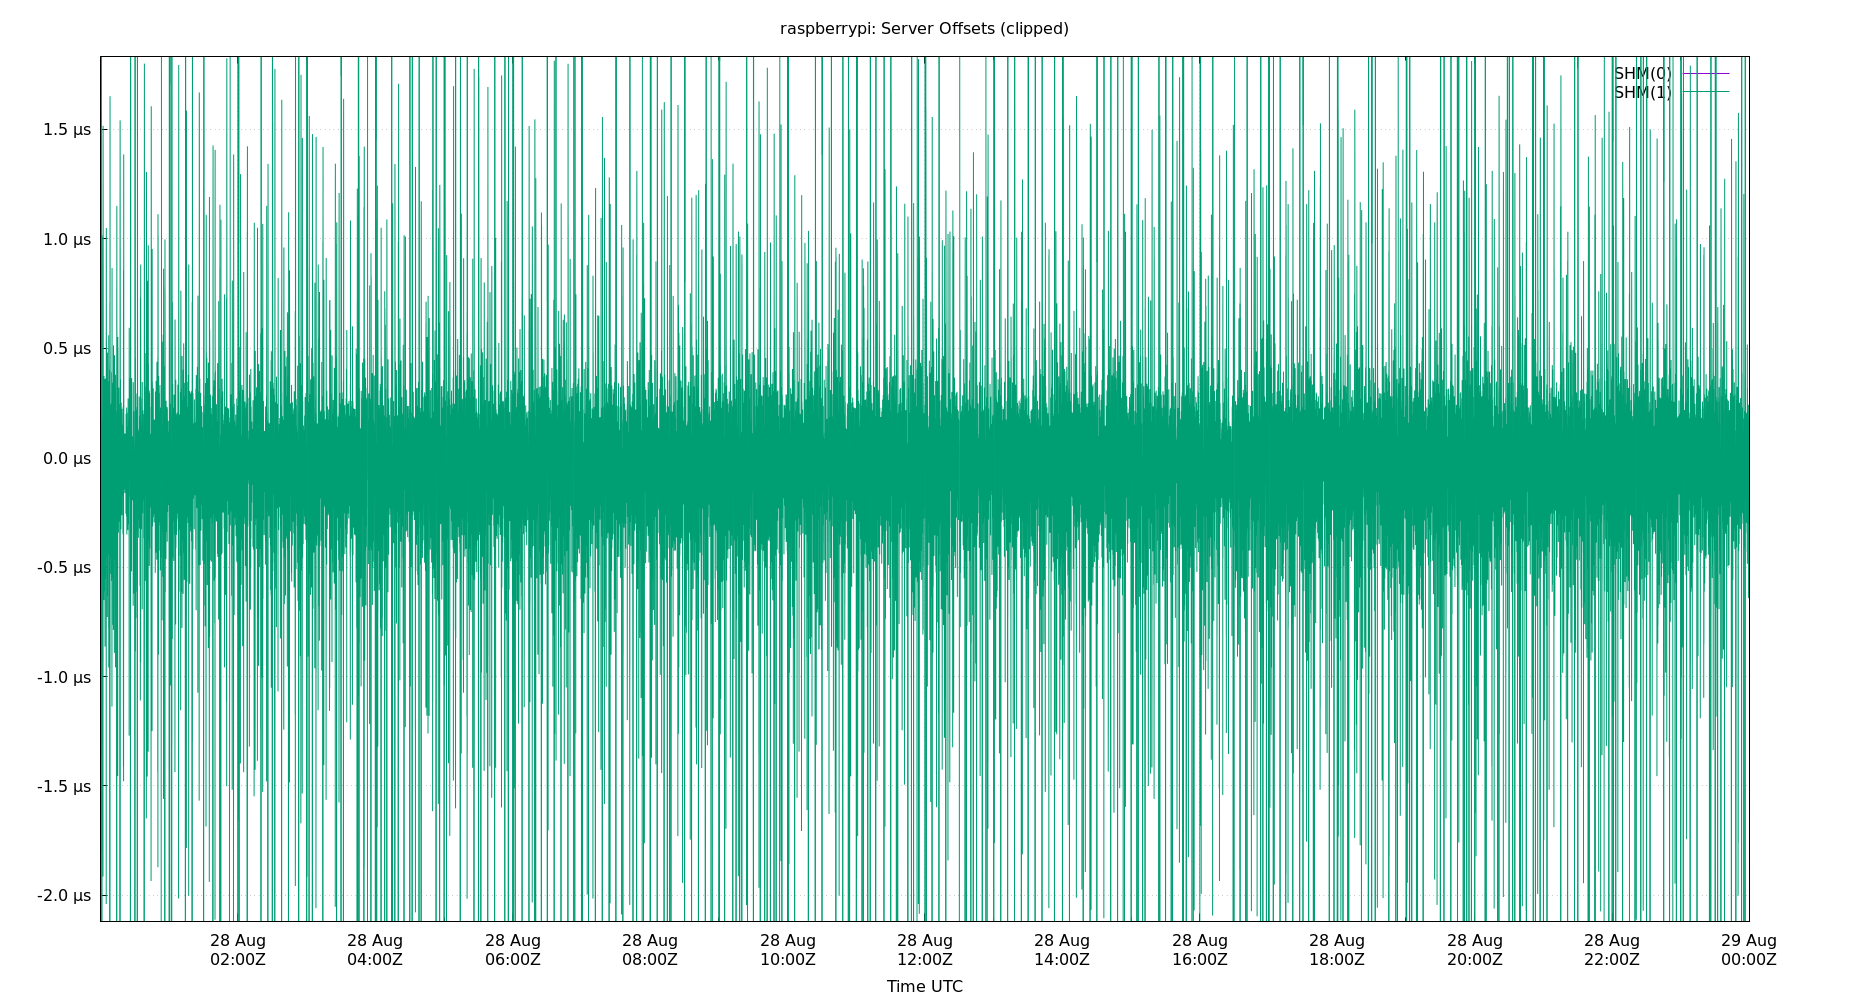 raspberrypi: Server Offsets (clipped)
SHM(0)
SHM(1)
1.5 µs
1.0 µs
0.5 µs
0.0 µs
-0.5 µs
-1.0 µs
-1.5 µs
-2.0 µs
28 Aug 28 Aug 28 Aug 28 Aug 28 Aug 28 Aug 28 Aug 28 Aug 28 Aug 28 Aug 28 Aug 29 Aug
02:00Z 04:00Z 06:00Z 08:00Z 10:00Z 12:00Z 14:00Z 16:00Z 18:00Z 20:00Z 22:00Z 00:00Z
Time UTC